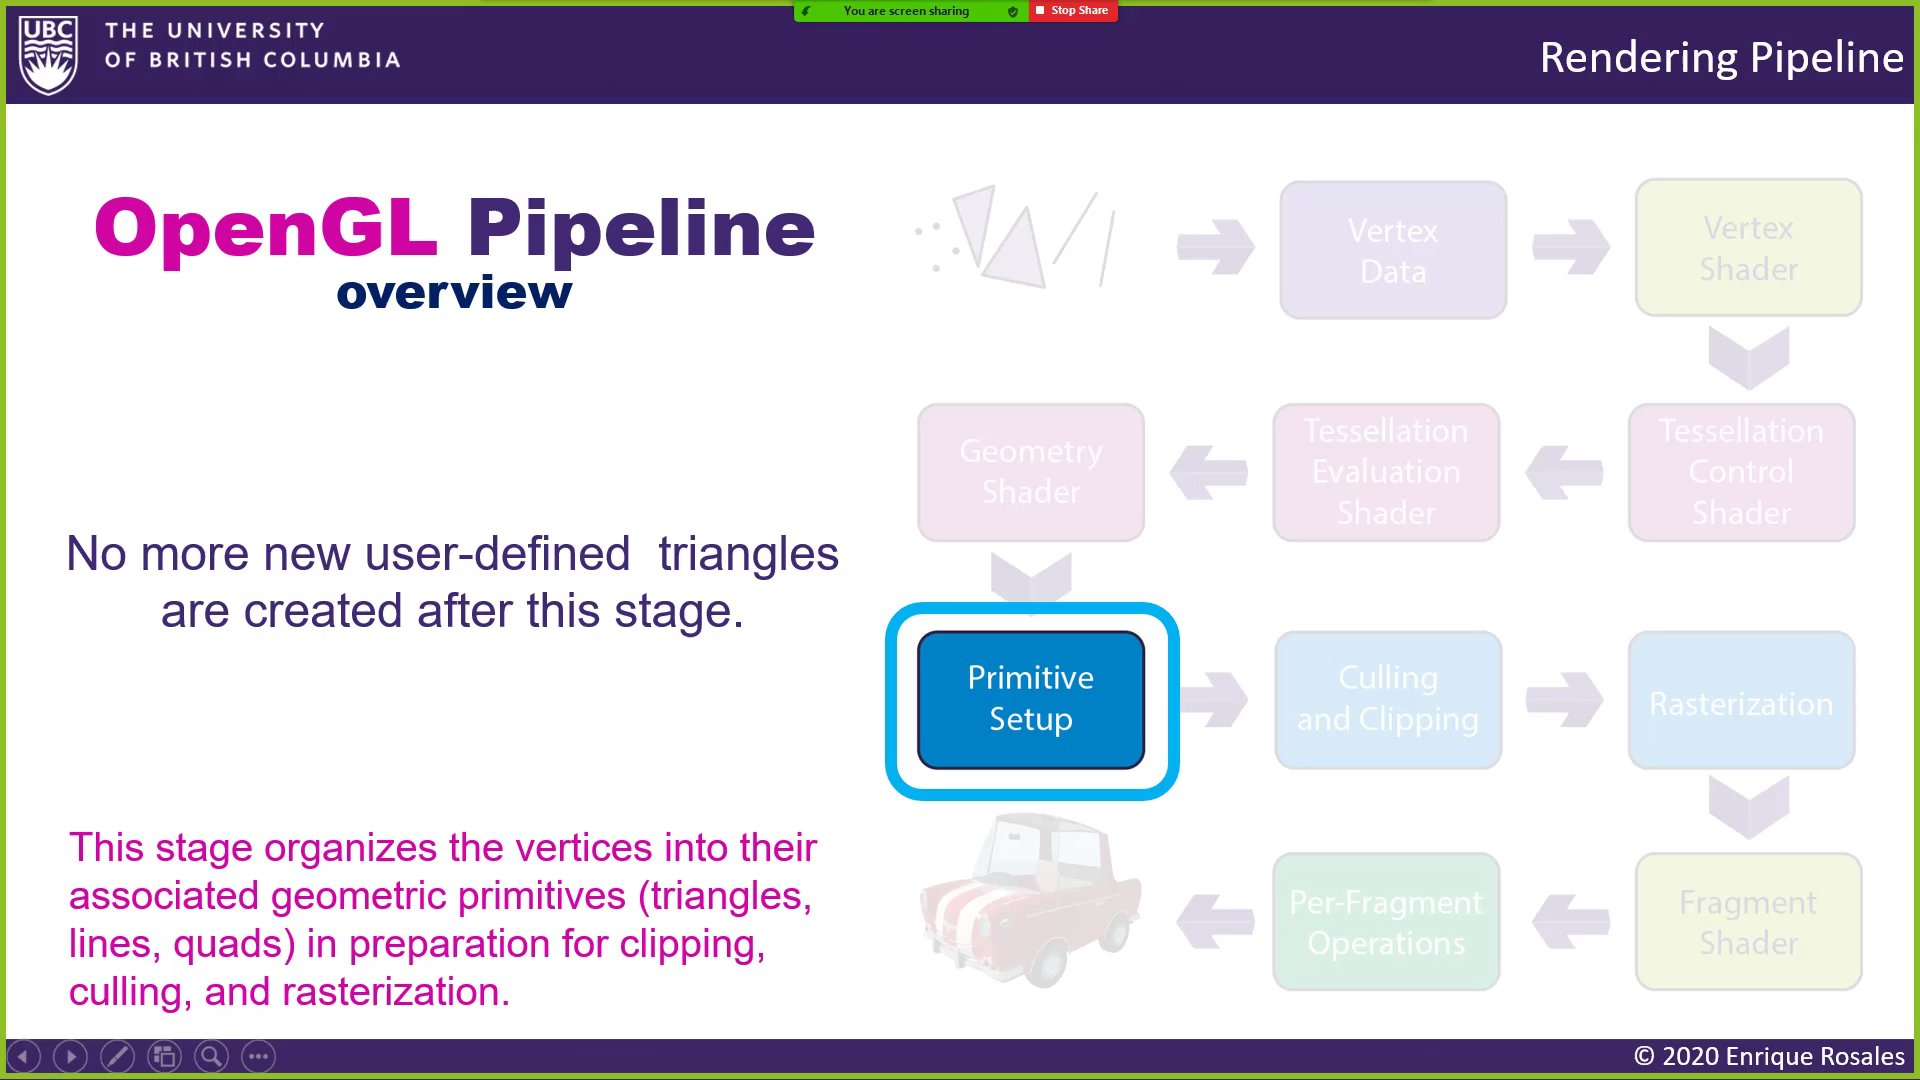 You are screen sharing
Stop Share
UBC
THE UNIVERSITY
OF BRITISH COLUMBIA
Rendering Pipeline
OpenGL Pipeline
overview
No more new user-defined  triangles
are created after this stage.
This stage organizes the vertices into their
associated geometric primitives (triangles,
lines, quads) in preparation for clipping,
culling, and rasterization.
Vertex
Data
Vertex
Shader
Geometry
Shader
Tessellation
Evaluation
Shader
Tessellation
Control
Shader
Primitive
Setup
Culling
and Clipping
Rasterization
Per-Fragment
Operations
Fragment
Shader
© 2020 Enrique Rosales